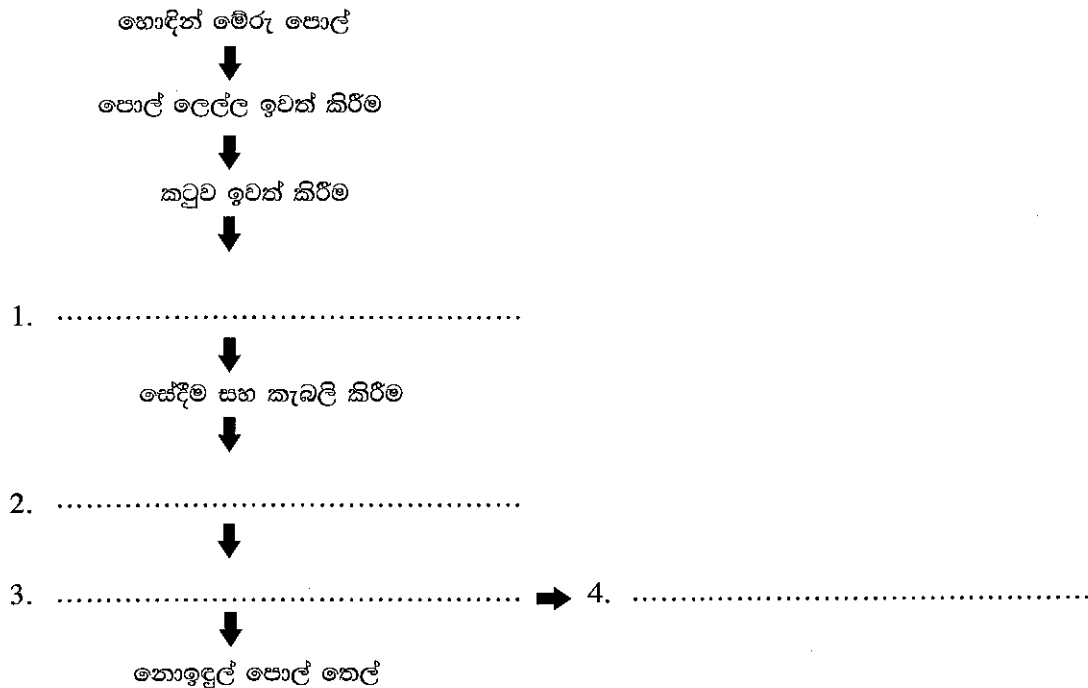 හොඳින් මේරූ පොල්
පොල් ලෙල්ල ඉවත් කිරීම
කටුව ඉවත් කිරීම
1. ..............................................
සේදීම සහ කැබලි කිරීම
2. ..............................................
3. .............................................. 4. ..............................................
නොඉඳුල් පොල් තෙල්